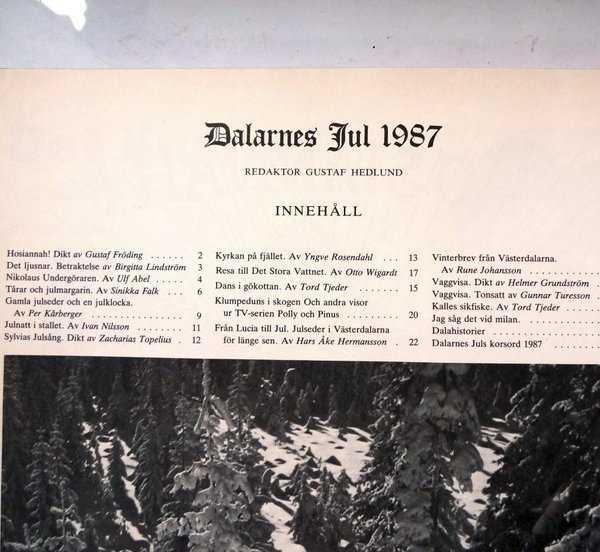 Dalarnes Jul 1987
REDAKTÖR GUSTAF HEDLUND
INNEHÅLL
Hosiannah! Dikt av Gustaf Fröding . . . . . . 2
Det ljusnar. Betraktelse av Birgitta Lindström 3
Nikolaus Undergöraren. Av Ulf Abel . . . . 4
Tårar och julmargarin. Av Sinikka Falk . . . 6
Gamla julseder och en julklocka.
Av Per Kårberger . . . . . . . . . . . . . . . . 9
Julnatt i stallet. Av Ivan Nilsson . . . . . . . . 11
Sylvias Julsång. Dikt av Zacharias Topelius . 12
Kyrkan på fjället. Av Yngve Rosendahl . . . 13
Resa till Det Stora Vattnet. Av Otto Wigardt 17
Dans i gökottan. Av Tord Tjeder . . . . . . . 15
Klumpeduns i skogen Och andra visor
ur TV-serien Polly och Pinus . . . . . . . . 20
Från Lucia till Jul. Julseder i Västerdalarna
för länge sen. Av Hars Åke Hermansson . 22
Vinterbrev från Västerdalarna.
Av Rune Johansson . . . . . . . . . .
Vaggvisa. Dikt av Helmer Grundström .
Vaggvisa. Tonsatt av Gunnar Turesson .
Kalles sikfiske. Av Tord Tjeder . . . . .
Jag såg det vid milan. . . . . . . . . . .
Dalahistorier . . . . . . . . . . . . . .
Dalarnes Juls korsord 1987 . . . . . . .